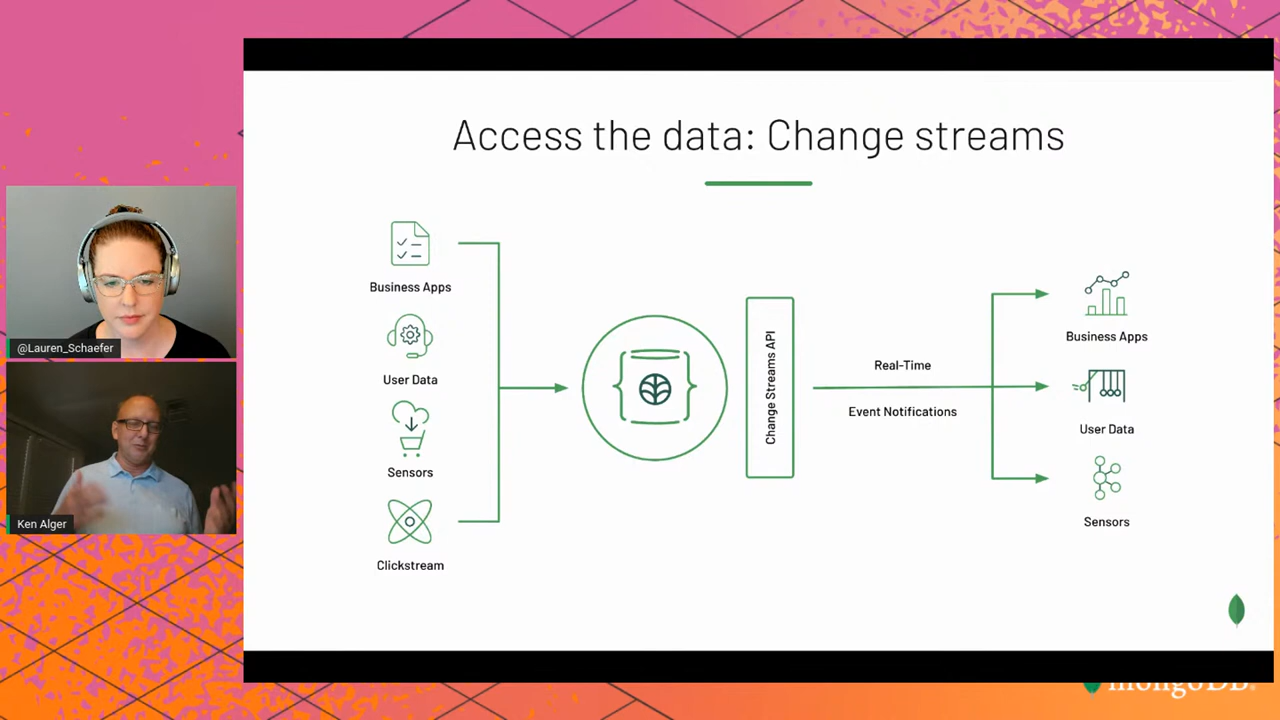 Access the data: Change streams
@Lauren_Schaefer
Ken Alger
Business Apps
User Data
Sensors
Clickstream
Change Streams API
Real-Time
Event Notifications
Business Apps
User Data
Sensors
mongoDB